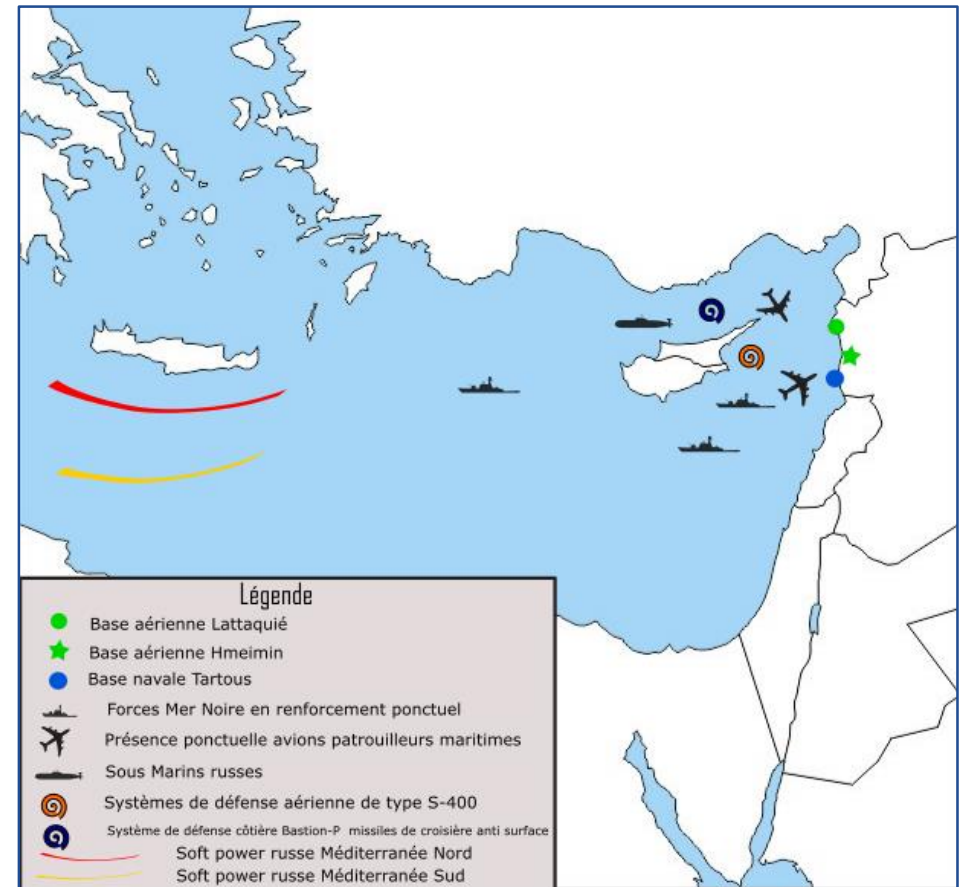 Légende
Base aérienne Lattaquié
Base aérienne Hmeimin
Base navale Tartous
Forces Mer Noire en renforcement ponctuel
Présence ponctuelle avions patrouilleurs maritimes
Sous Marins russes
Systèmes de défense aérienne de type S-400
Système de défense côtière Bastion-P missiles de croisière anti surface
Soft power russe Méditerranée Nord
Soft power russe Méditerranée Sud